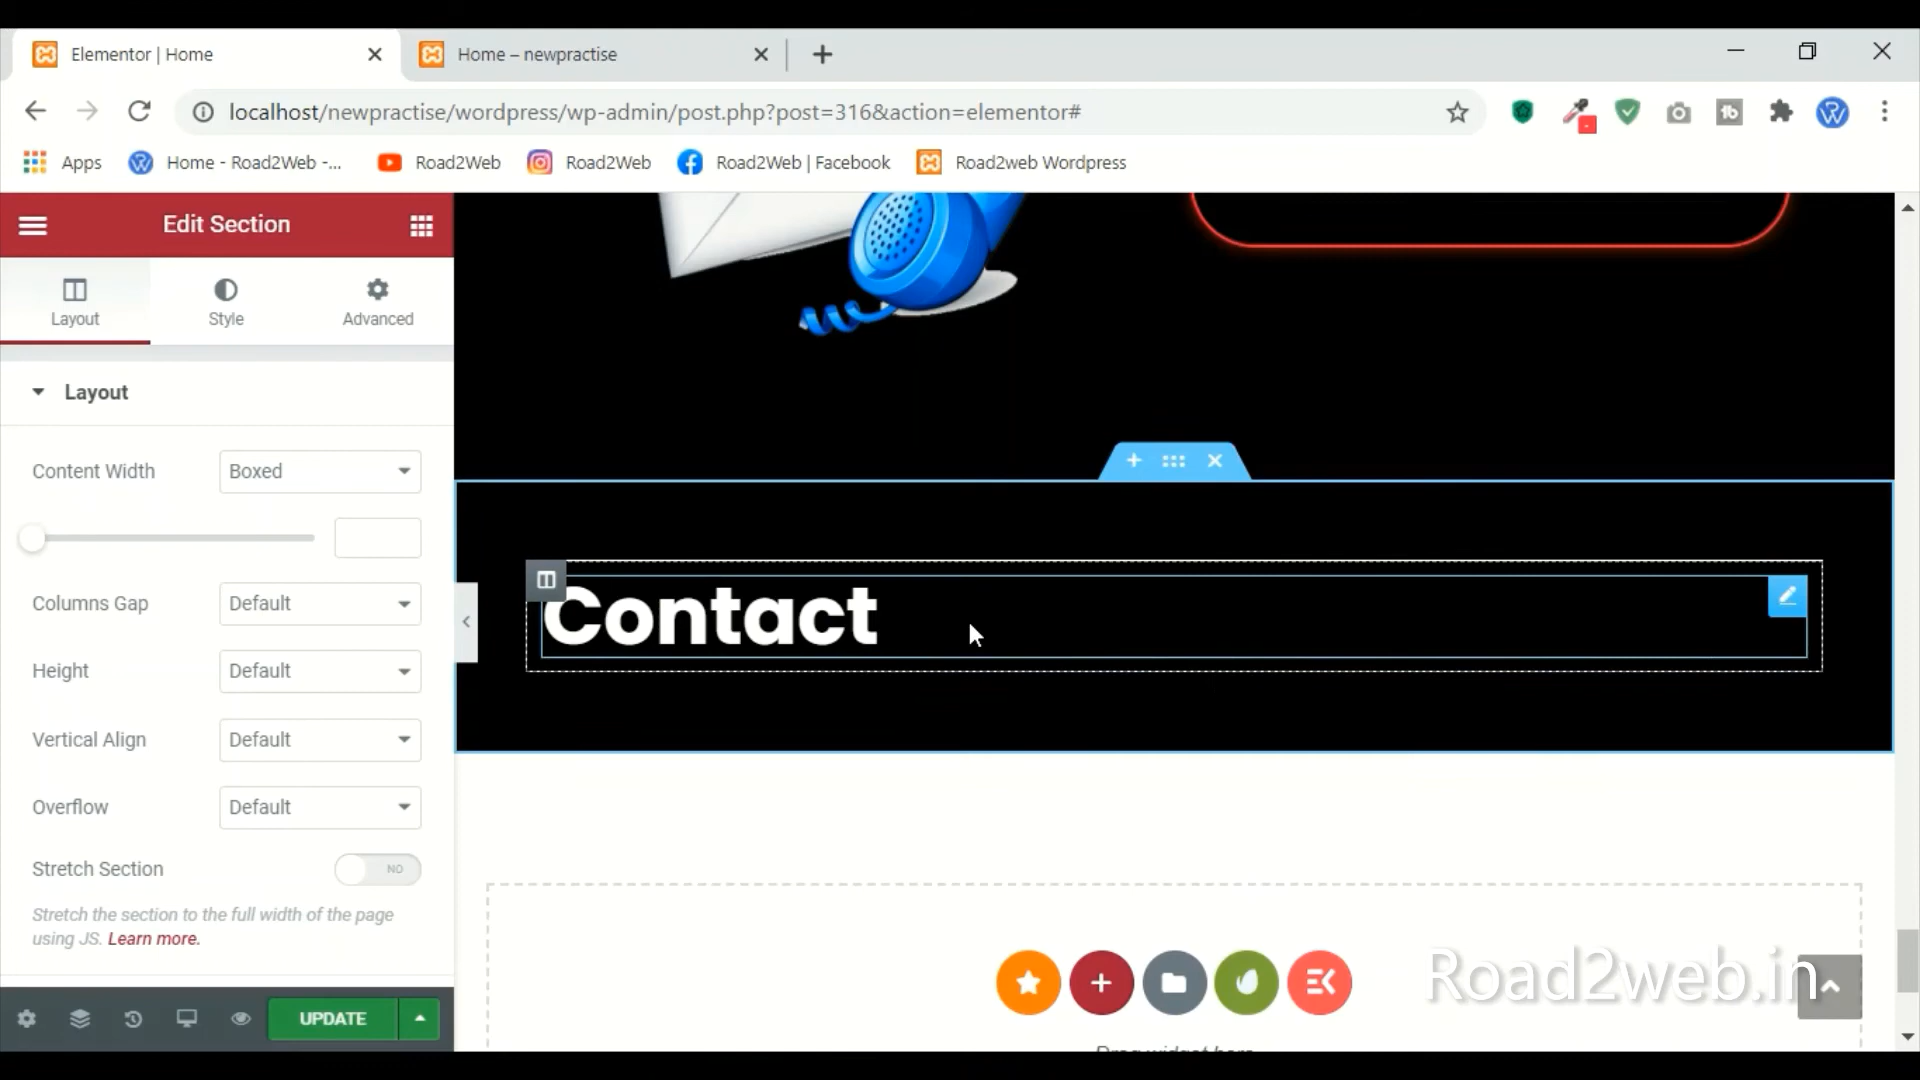 Elementor | Home
Home – newpractise
localhost/newpractise/wordpress/wp-admin/post.php?post=316&action=elementor#
Apps
Home - Road2Web -...
Road2Web
Road2Web
Road2Web | Facebook
Road2web Wordpress
Edit Section
Layout
Style
Advanced
Layout
Content Width
Boxed
Columns Gap
Default
Height
Default
Vertical Align
Default
Overflow
Default
Stretch Section
NO
Stretch the section to the full width of the page
using JS. Learn more.
UPDATE
Contact
Road2web.in
Drag widget here